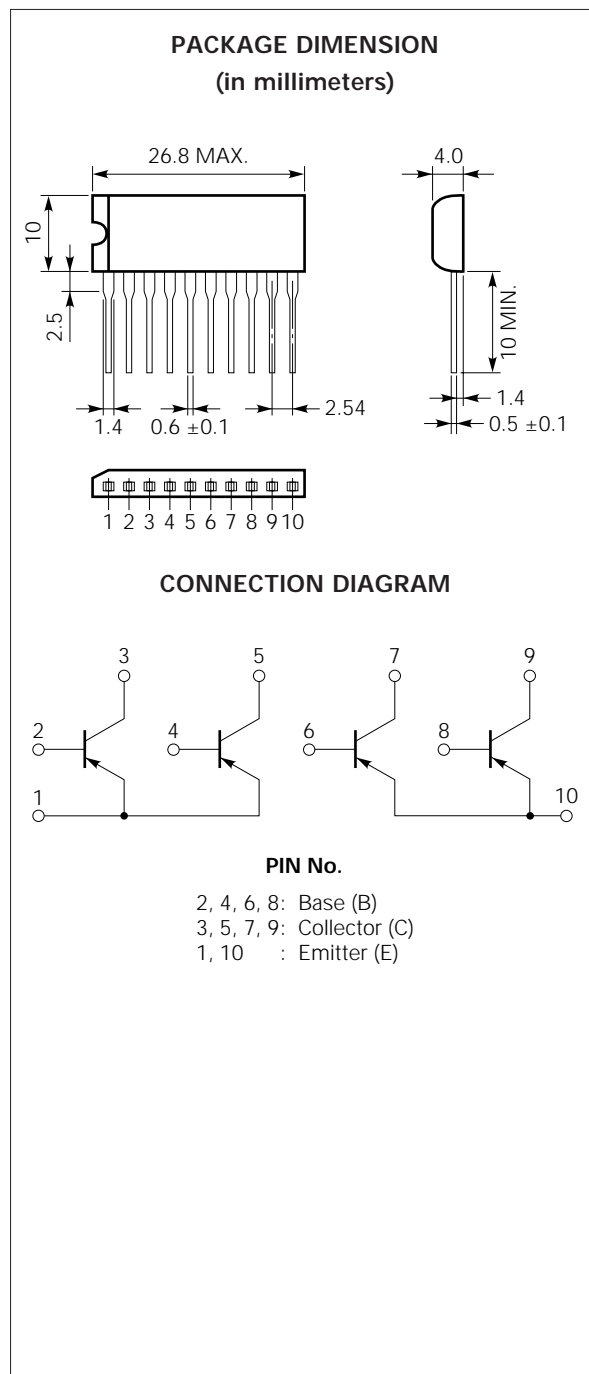 PACKAGE DIMENSION
(in millimeters)
26.8 MAX.
4.0
10
2.5
10 MIN.
2.54
1.4
1.4
0.6 ±0.1
0.5 ±0.1
1 2 3 4 5 6 7 8 9 10
CONNECTION DIAGRAM
3
5
7
9
2
4
6
8
1
10
PIN No.
2, 4, 6, 8: Base (B)
3, 5, 7, 9: Collector (C)
1, 10 : Emitter (E)